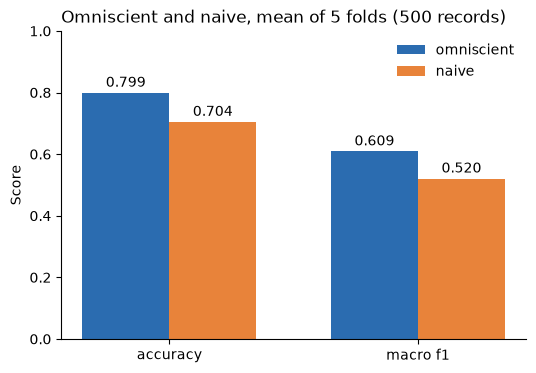 Omniscient and naive, mean of 5 folds (500 records)
omniscient
naive
Score
1.0
0.8
0.6
0.4
0.2
0.0
0.799
0.704
0.609
0.520
accuracy
macro f1